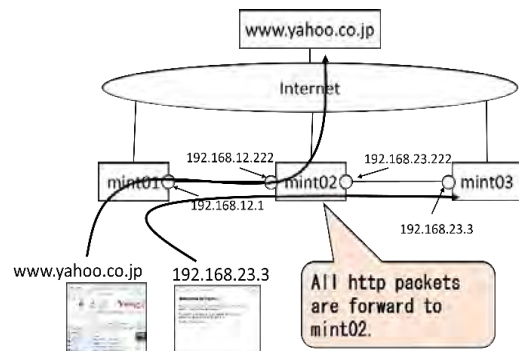 www.yahoo.co.jp
Internet
192.168.12.222
192.168.23.222
mint01
mint02
mint03
192.168.12.1
192.168.23.3
www.yahoo.co.jp
192.168.23.3
All http packets
are forward to
mint02.